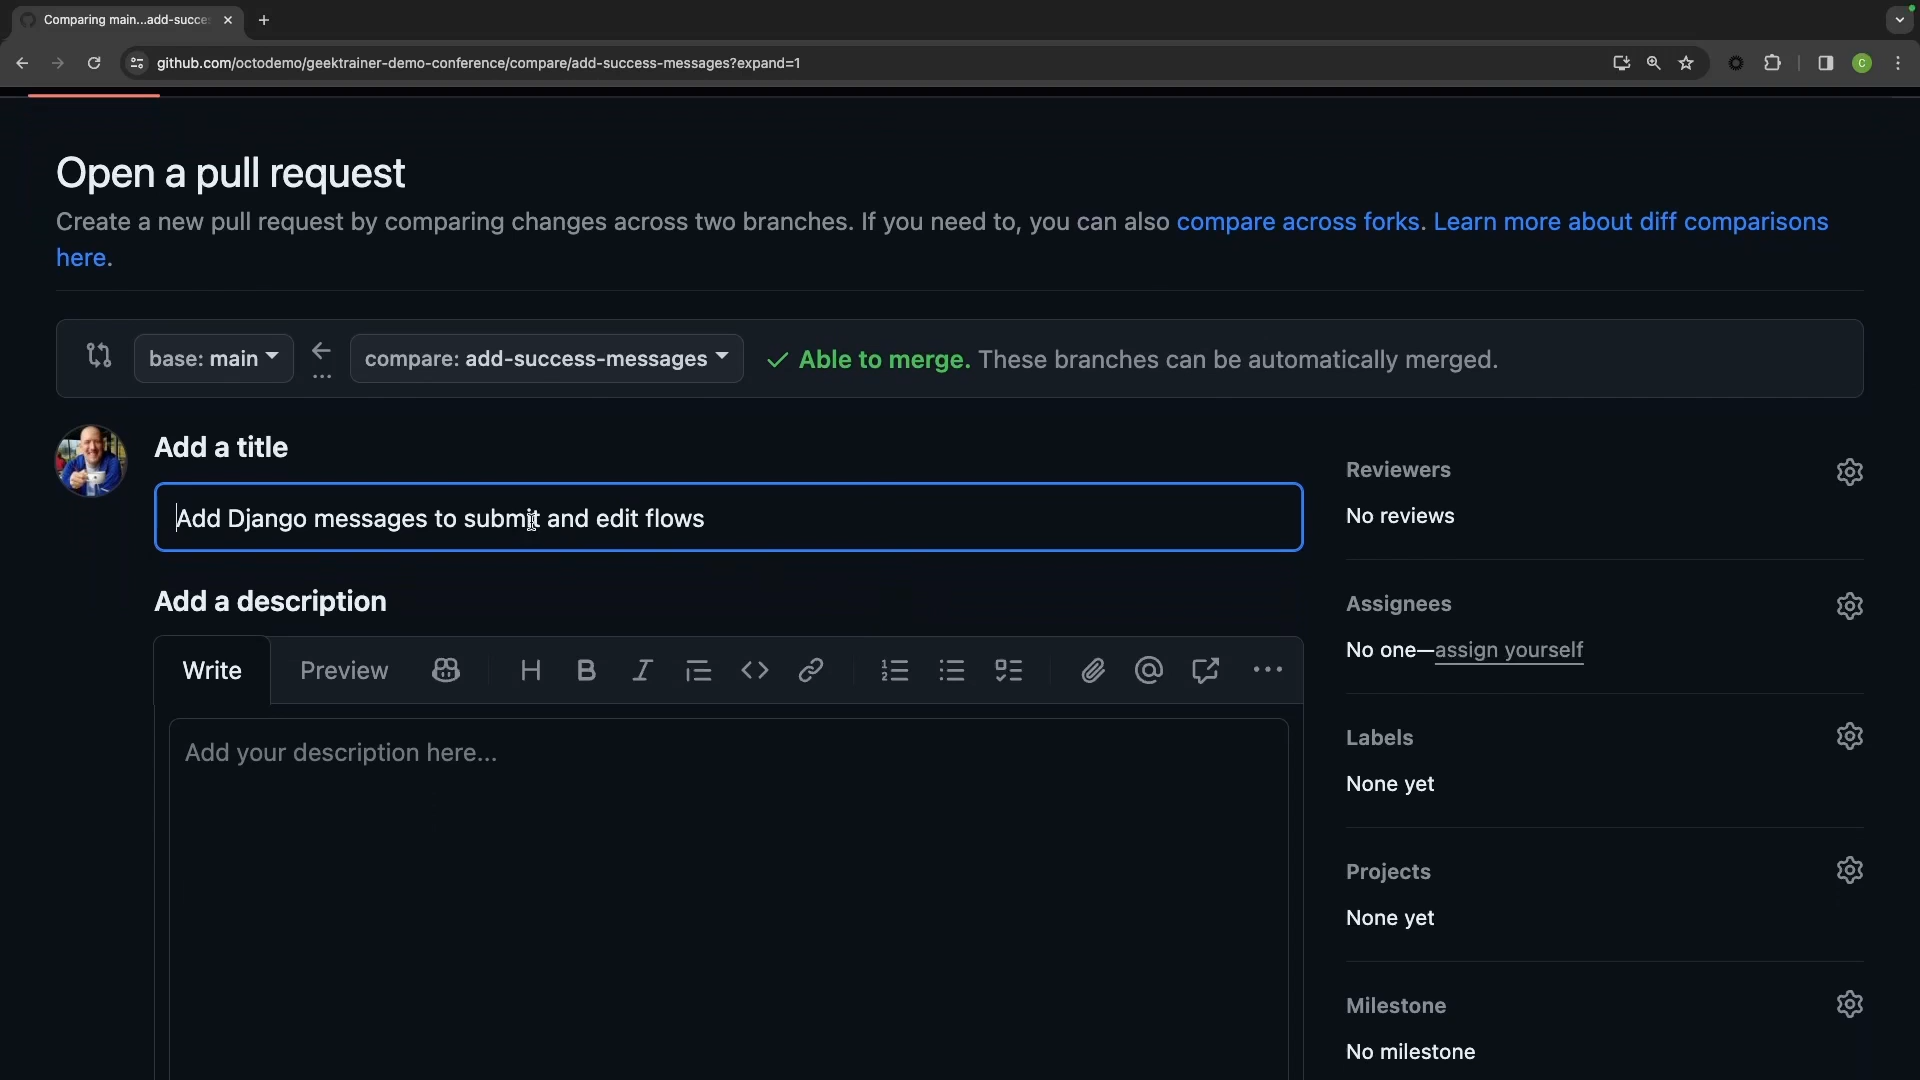 Comparing main...add-succe
github.com/octodemo/geektrainer-demo-conference/compare/add-success-messages?expand=1
C
Open a pull request
Create a new pull request by comparing changes across two branches. If you need to, you can also compare across forks. Learn more about diff comparisons
here.
base: main
...
compare: add-success-messages
Able to merge. These branches can be automatically merged.
Add a title
Add Django messages to submit and edit flows
Add a description
Write
Preview
Add your description here...
Reviewers
No reviews
Assignees
No one—assign yourself
Labels
None yet
Projects
None yet
Milestone
No milestone